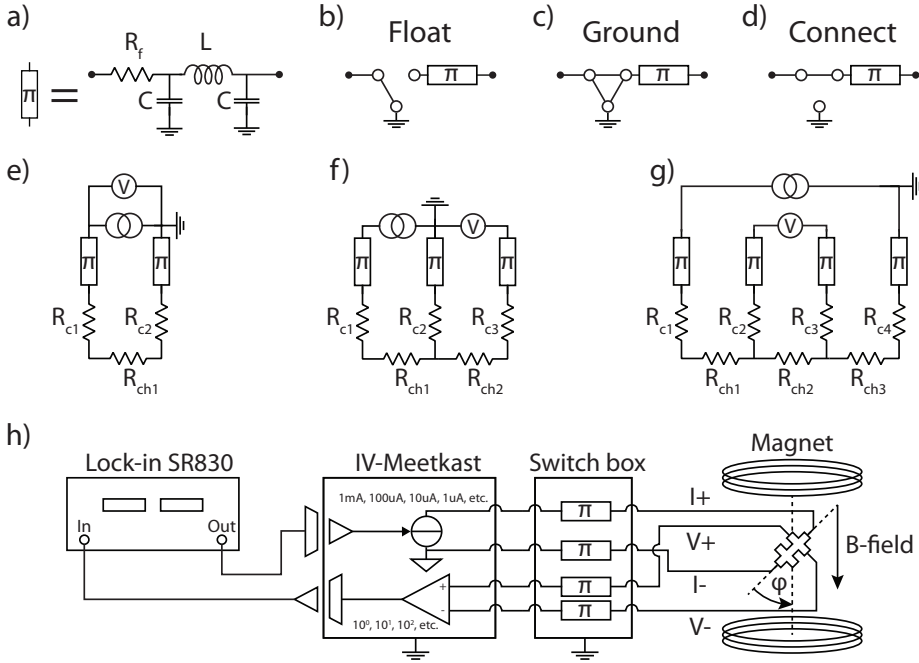 a)
R_f
L
π
C
C
b)
Float
π
c)
Ground
π
d)
Connect
π
e)
V
π
π
R_c1
R_c2
R_ch1
f)
V
π
π
π
R_c1
R_c2
R_c3
R_ch1
R_ch2
g)
V
π
π
π
π
R_c1
R_c2
R_c3
R_c4
R_ch1
R_ch2
R_ch3
h)
Lock-in SR830
In
Out
IV-Meetkast
1mA, 100uA, 10uA, 1uA, etc.
+
-
10⁰, 10¹, 10², etc.
Switch box
π
π
π
π
I+
V+
I-
V-
Magnet
B-field
φ